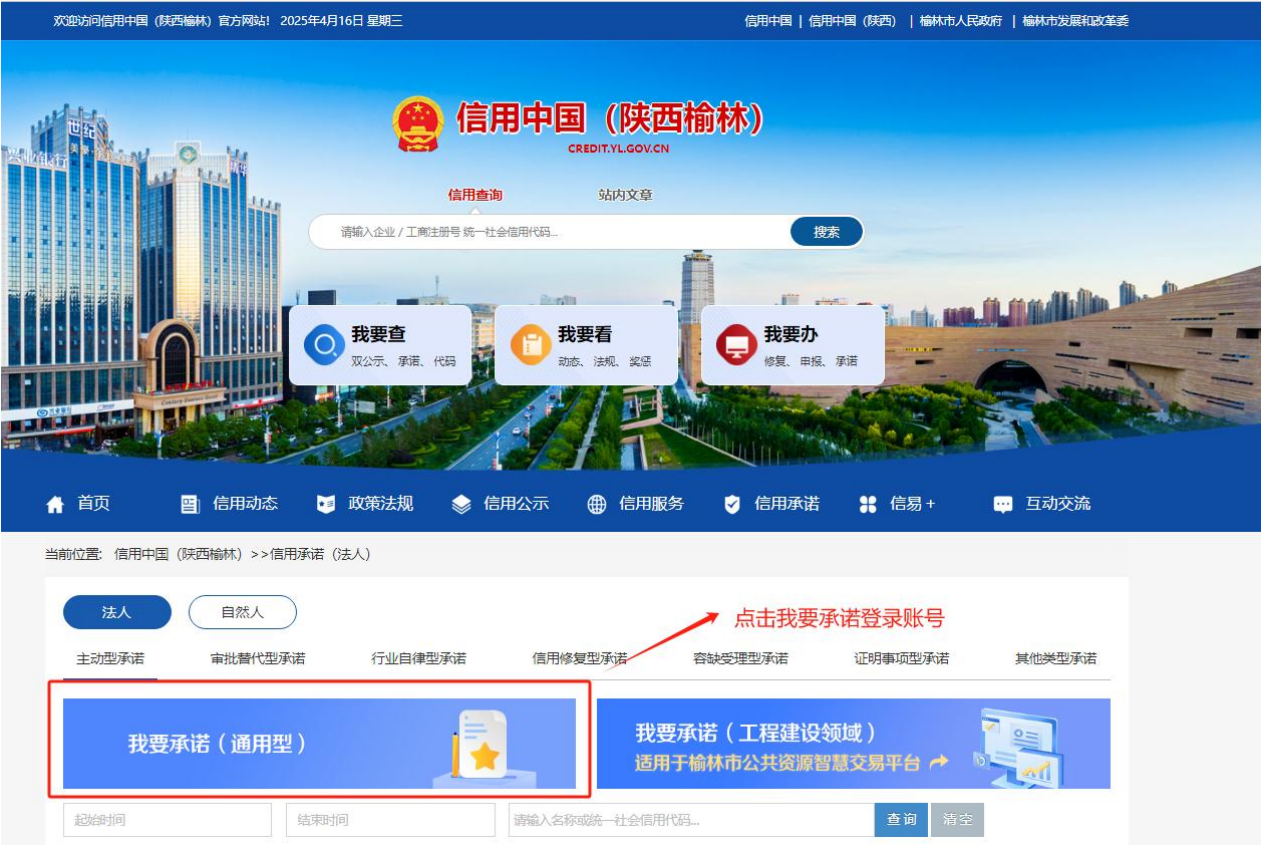 欢迎访问信用中国（陕西榆林）官方网站！ 2025年4月16日 星期三
信用中国 | 信用中国（陕西） | 榆林市人民政府 | 榆林市发展和改革委
信用中国（陕西榆林）
CREDIT.YL.GOV.CN
信用查询 站内文章
请输入企业 / 工商注册号 统一社会信用代码...
搜索
我要查 我要看 我要办
双公示、承诺、代码 动态、法规、奖惩 修复、申报、承诺
首页 信用动态 政策法规 信用公示 信用服务 信用承诺 信易+ 互动交流
当前位置: 信用中国（陕西榆林）>>信用承诺（法人）
法人 自然人
点击我要承诺登录账号
主动型承诺 审批替代型承诺 行业自律型承诺 信用修复型承诺 容缺受理型承诺 证明事项型承诺 其他类型承诺
我要承诺（通用型）
我要承诺（工程建设领域）
适用于榆林市公共资源智慧交易平台
起始时间 结束时间 请输入名称或统一社会信用代码... 查询 清空